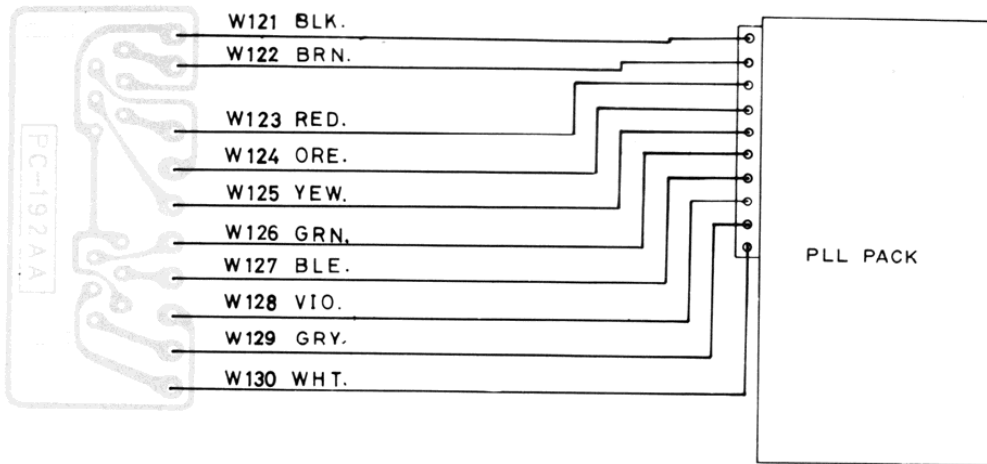 W121 BLK.
W122 BRN.
W123 RED.
W124 ORE.
W125 YEW.
W126 GRN.
W127 BLE.
W128 VIO.
W129 GRY.
W130 WHT.
PC-192AA
PLL PACK